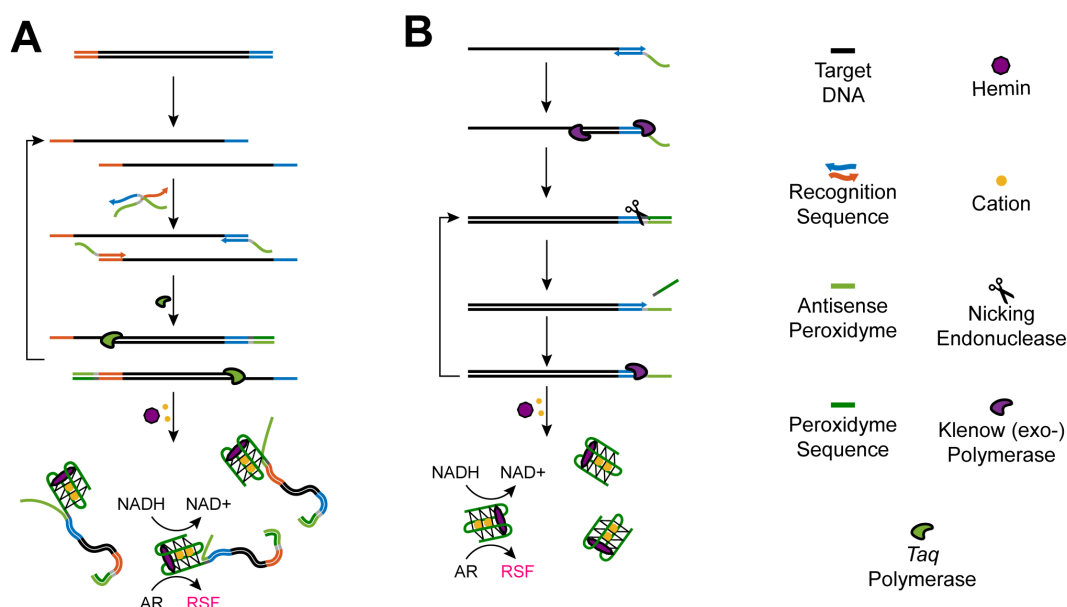 A
NADH
NAD+
AR
RSF
B
NADH
NAD+
AR
RSF
Target
DNA
Hemin
Recognition
Sequence
Cation
Antisense
Peroxidyme
Nicking
Endonuclease
Peroxidyme
Sequence
Klenow (exo-)
Polymerase
Taq
Polymerase